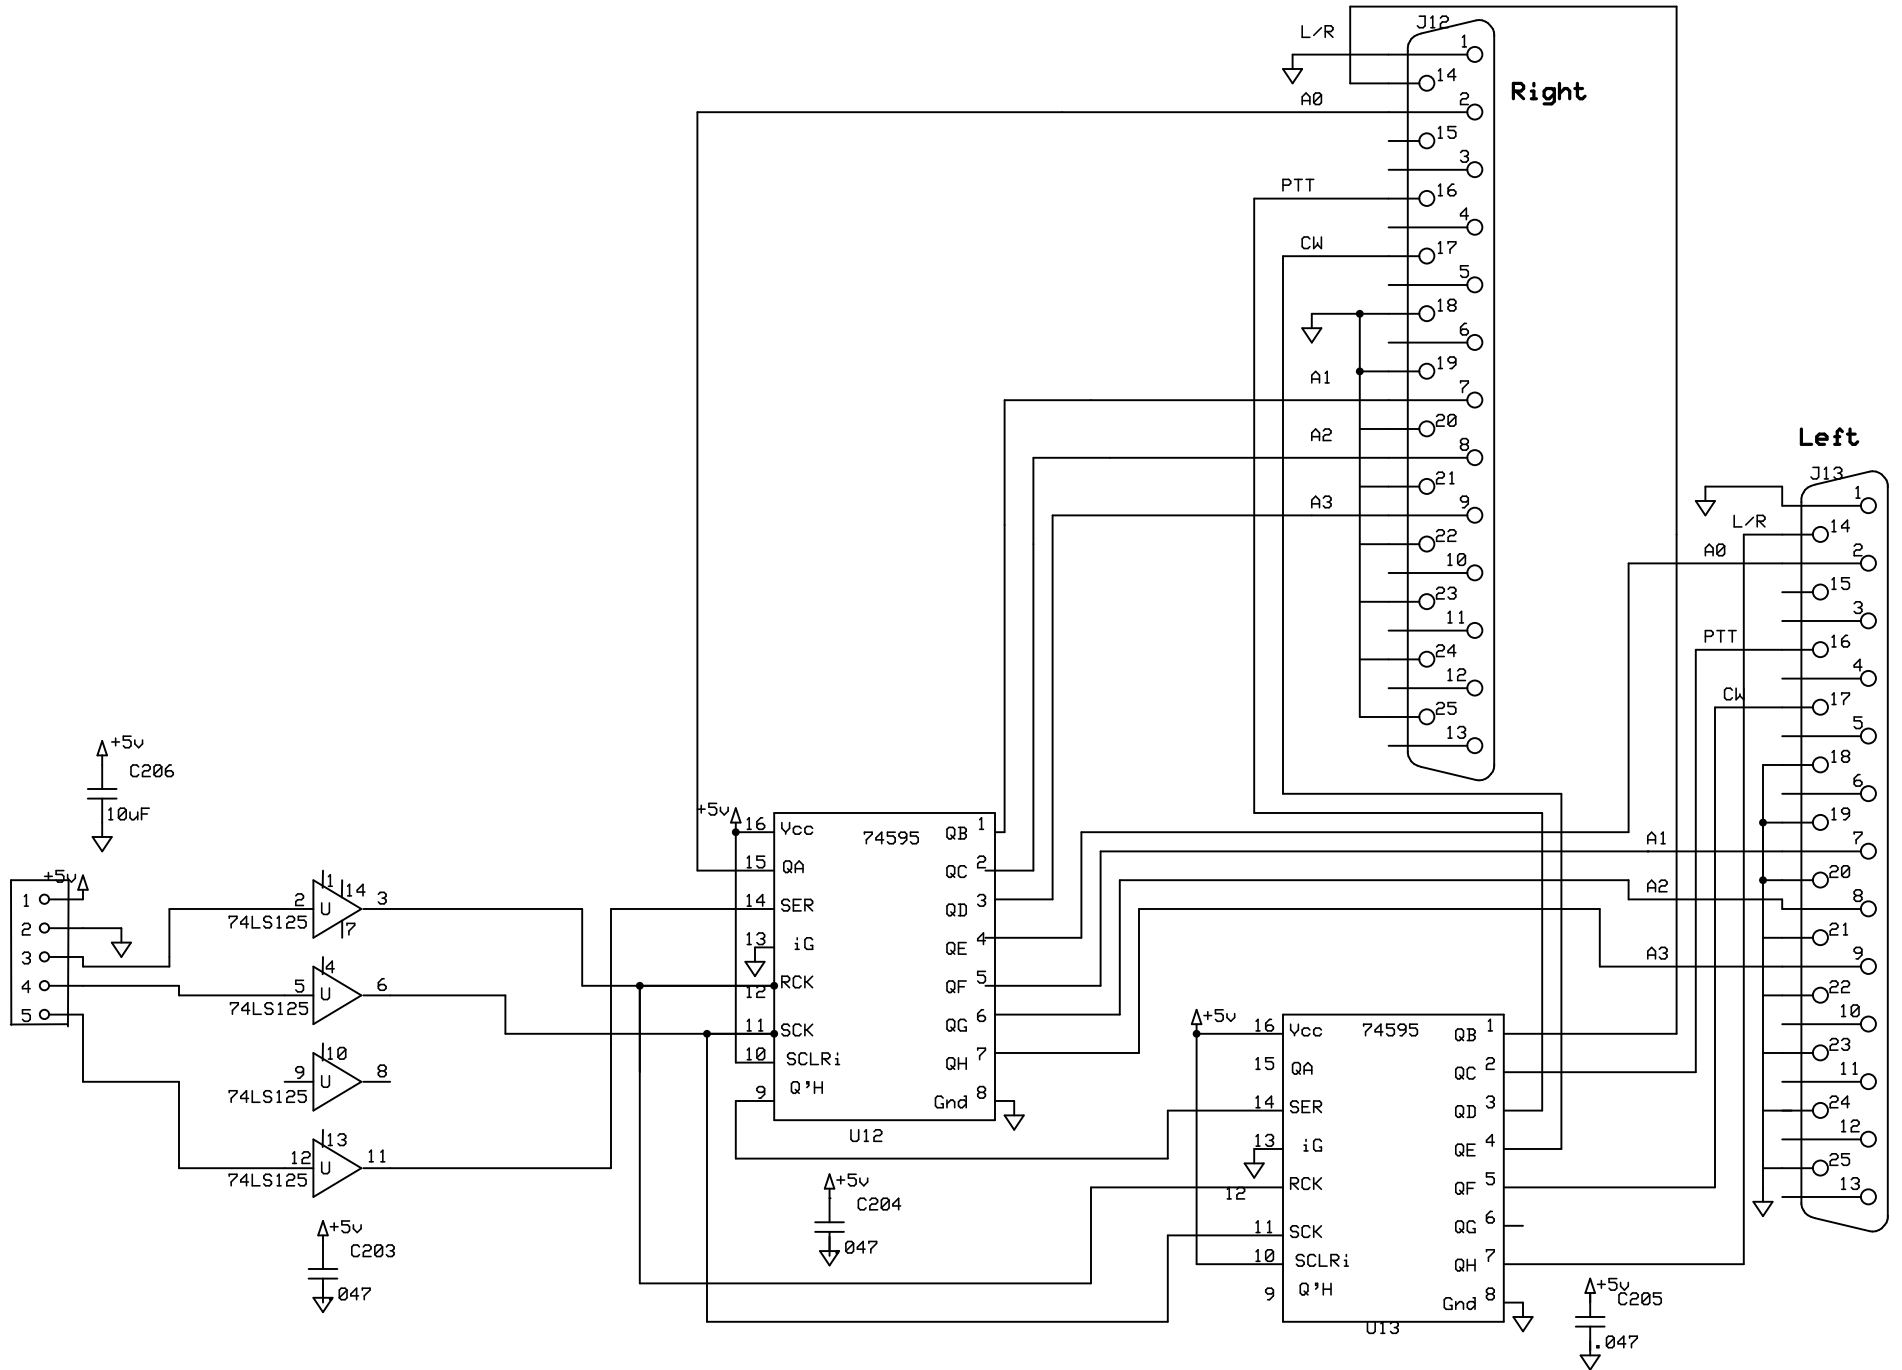 J12
L/R
1
14
Right
A0
2
15
3
PTT
16
4
CW
17
5
18
6
19
A1
7
20
A2
8
21
A3
9
22
10
23
11
24
12
25
13
Left
J13
1
L/R
14
A0
2
15
3
PTT
16
4
CW
17
5
18
6
19
A1
7
20
A2
8
21
A3
9
22
10
23
11
24
12
25
13
+5v
C206
10uF
+5v
1
2
3
4
5
1
14
2
U
3
74LS125
7
4
5
U
6
74LS125
10
9
U
8
74LS125
13
12
U
11
74LS125
+5v
C203
047
+5v
16 Vcc
74595
QB 1
15 QA
QC 2
14 SER
QD 3
13 iG
QE 4
12 RCK
QF 5
11 SCK
QG 6
10 SCLRi
QH 7
9 Q'H
Gnd 8
U12
+5v
C204
047
+5v
16 Vcc
74595
QB 1
15 QA
QC 2
14 SER
QD 3
13 iG
QE 4
12 RCK
QF 5
11 SCK
QG 6
10 SCLRi
QH 7
9 Q'H
Gnd 8
U13
+5v
C205
.047